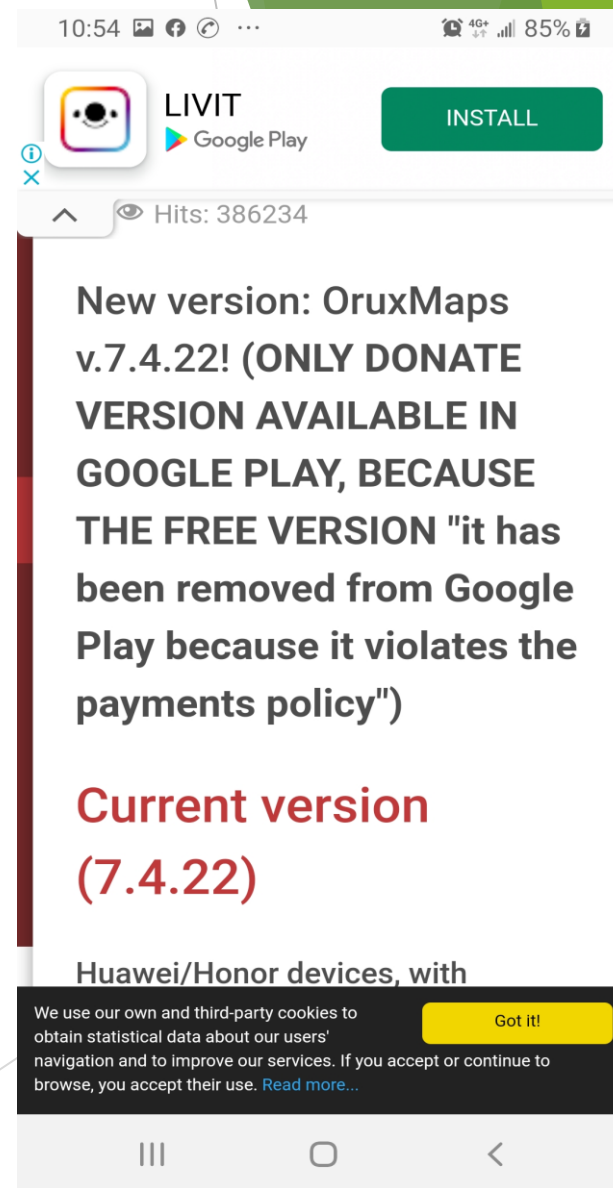 10:54 ... 4G+ 85%
LIVIT
Google Play
INSTALL
Hits: 386234
New version: OruxMaps
v.7.4.22! (ONLY DONATE
VERSION AVAILABLE IN
GOOGLE PLAY, BECAUSE
THE FREE VERSION "it has
been removed from Google
Play because it violates the
payments policy")
Current version
(7.4.22)
Huawei/Honor devices, with
We use our own and third-party cookies to
obtain statistical data about our users'
navigation and to improve our services. If you accept or continue to
browse, you accept their use. Read more...
Got it!